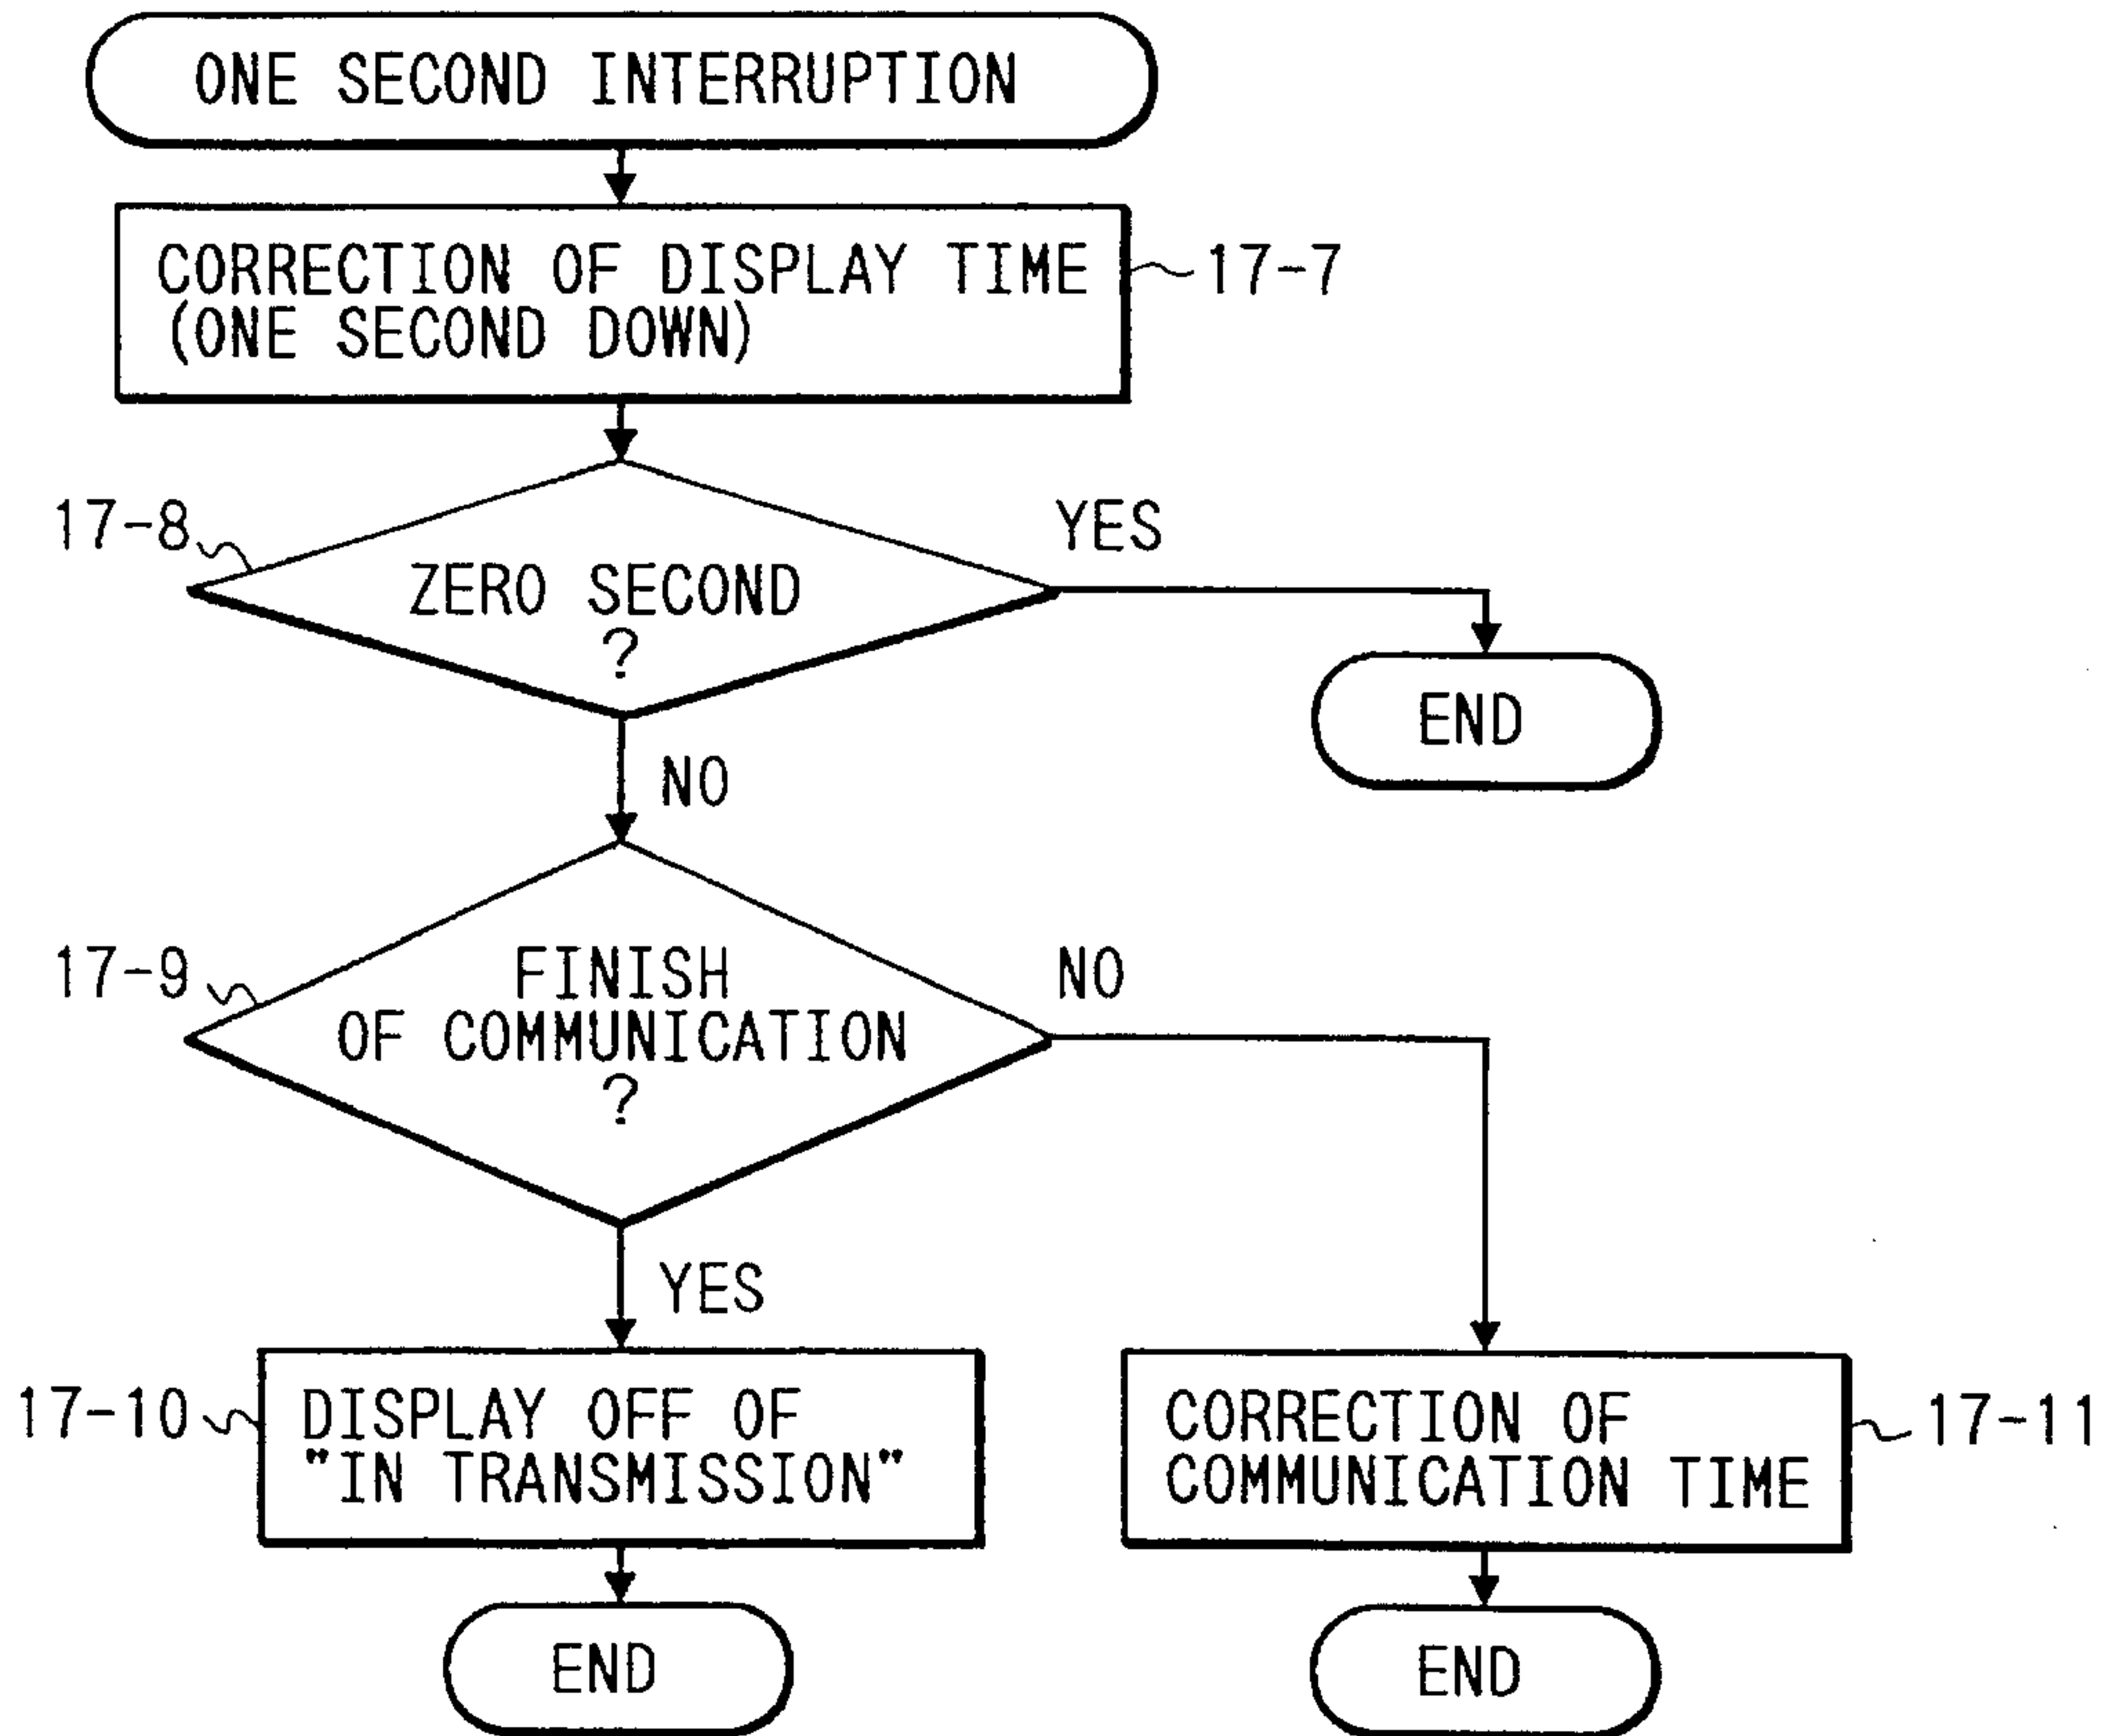 ONE SECOND INTERRUPTION
CORRECTION OF DISPLAY TIME
(ONE SECOND DOWN)
17-7
17-8
ZERO SECOND
?
YES
END
NO
17-9
FINISH
OF COMMUNICATION
?
NO
YES
17-10
DISPLAY OFF OF
"IN TRANSMISSION"
CORRECTION OF
COMMUNICATION TIME
17-11
END
END